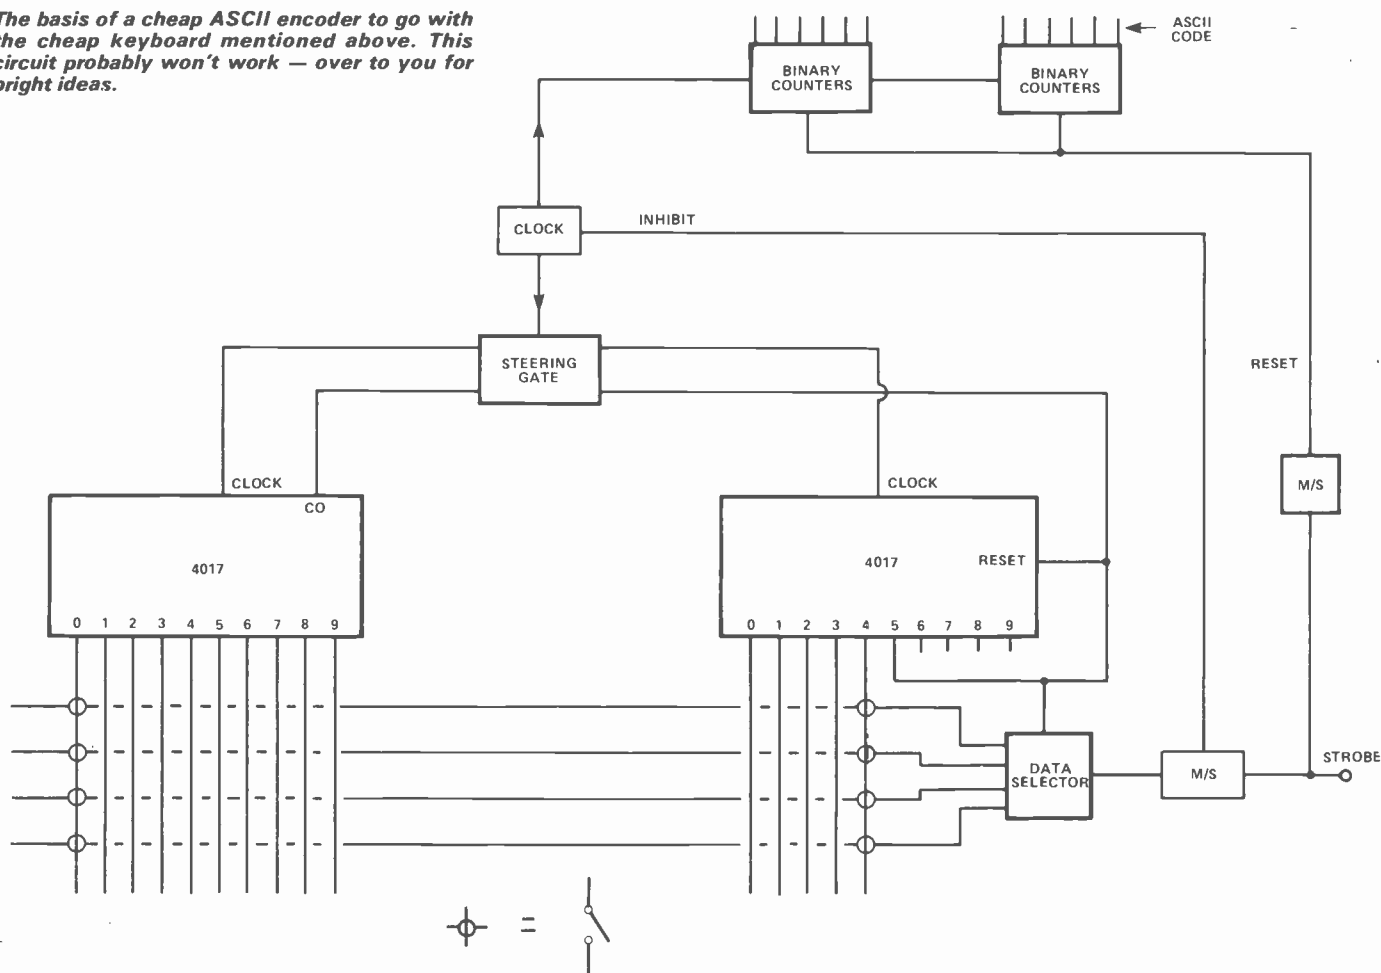 The basis of a cheap ASCII encoder to go with
the cheap keyboard mentioned above. This
circuit probably won't work — over to you for
bright ideas.
ASCII
CODE
BINARY
COUNTERS
BINARY
COUNTERS
CLOCK
INHIBIT
STEERING
GATE
RESET
CLOCK
CO
4017
0 1 2 3 4 5 6 7 8 9
CLOCK
4017
RESET
0 1 2 3 4 5 6 7 8 9
M/S
DATA
SELECTOR
M/S
STROBE
=